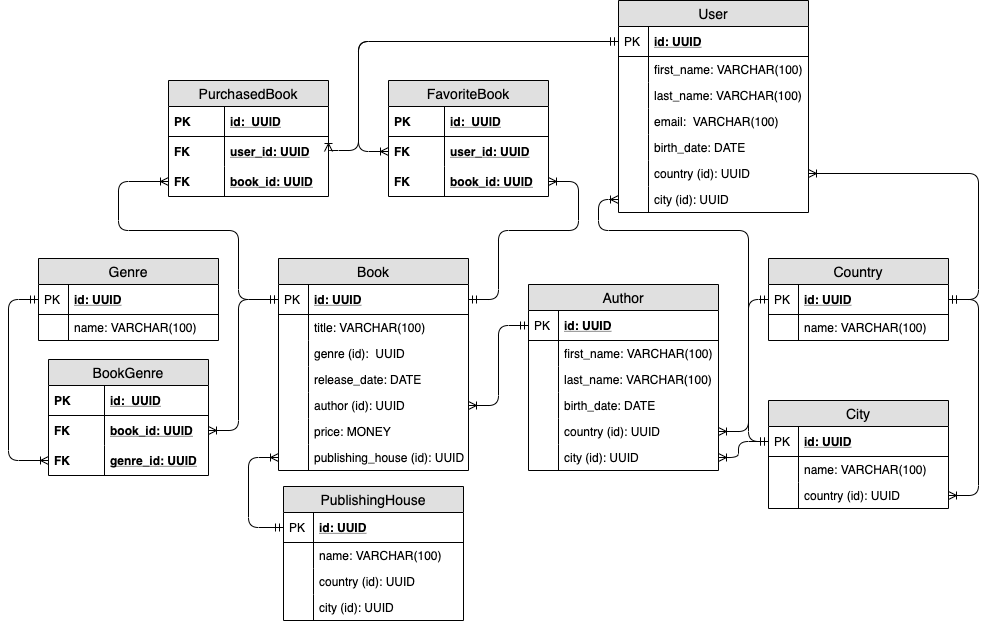 User
PK id: UUID
first_name: VARCHAR(100)
last_name: VARCHAR(100)
email: VARCHAR(100)
birth_date: DATE
country (id): UUID
city (id): UUID
PurchasedBook
PK id: UUID
FK user_id: UUID
FK book_id: UUID
FavoriteBook
PK id: UUID
FK user_id: UUID
FK book_id: UUID
Genre
PK id: UUID
name: VARCHAR(100)
Book
PK id: UUID
title: VARCHAR(100)
genre (id): UUID
release_date: DATE
author (id): UUID
price: MONEY
publishing_house (id): UUID
Author
PK id: UUID
first_name: VARCHAR(100)
last_name: VARCHAR(100)
birth_date: DATE
country (id): UUID
city (id): UUID
Country
PK id: UUID
name: VARCHAR(100)
BookGenre
PK id: UUID
FK book_id: UUID
FK genre_id: UUID
City
PK id: UUID
name: VARCHAR(100)
country (id): UUID
PublishingHouse
PK id: UUID
name: VARCHAR(100)
country (id): UUID
city (id): UUID